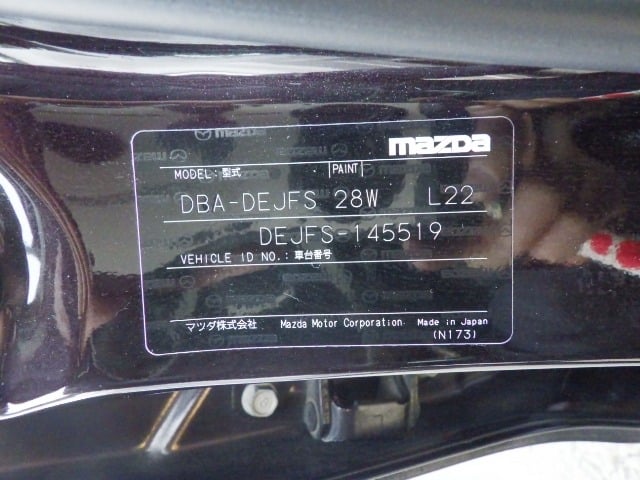 mazda
MODEL: 型式 PAINT
DBA-DEJFS 28W L22
DEJFS-145519
VEHICLE ID NO.: 車台番号
マツダ株式会社 Mazda Motor Corporation Made in Japan
(N173)